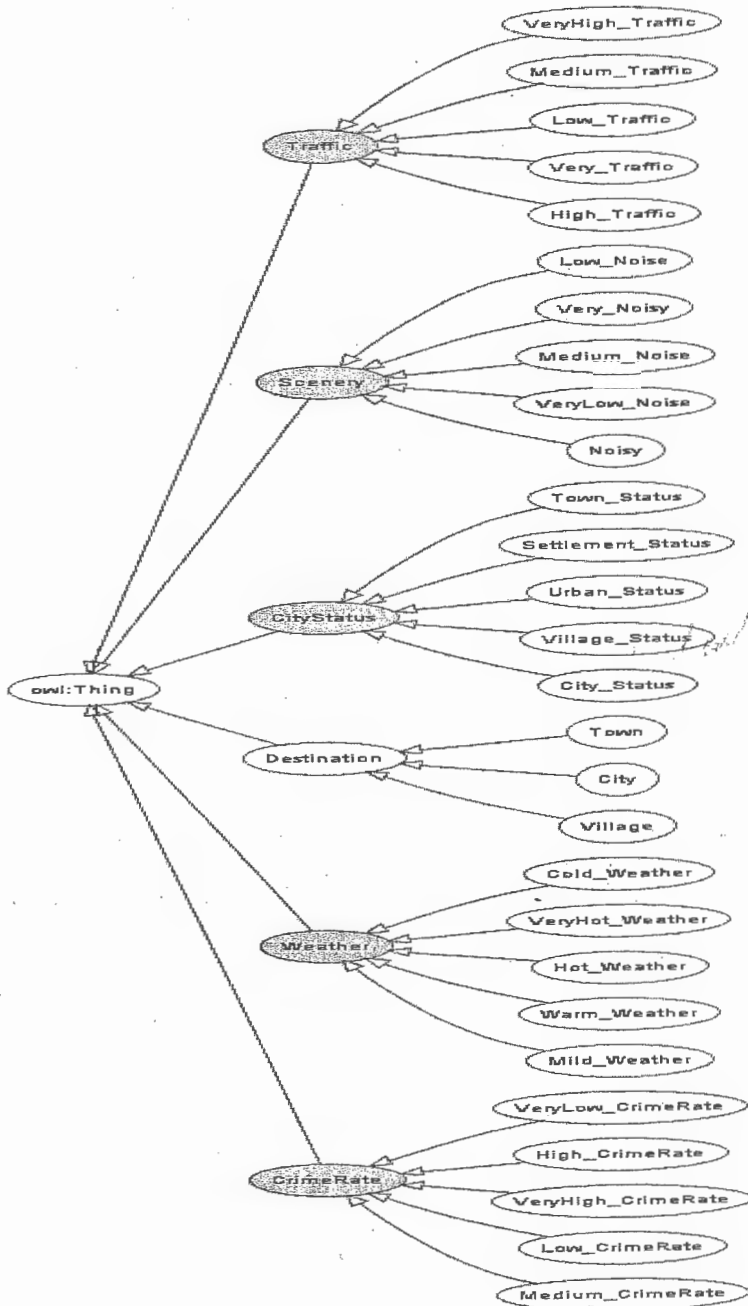 VeryHigh_Traffic
Medium_Traffic
Low_Traffic
Traffic
Very_Traffic
High_Traffic
Low_Noise
Very_Noisy
Medium_Noise
Scenery
VeryLow_Noise
Noisy
Town_Status
Settlement_Status
Urban_Status
CityStatus
Village_Status
City_Status
owl:Thing
Town
Destination
City
Village
Cold_Weather
VeryHot_Weather
Weather
Hot_Weather
Warm_Weather
Mild_Weather
VeryLow_CrimeRate
High_CrimeRate
CrimeRate
VeryHigh_CrimeRate
Low_CrimeRate
Medium_CrimeRate